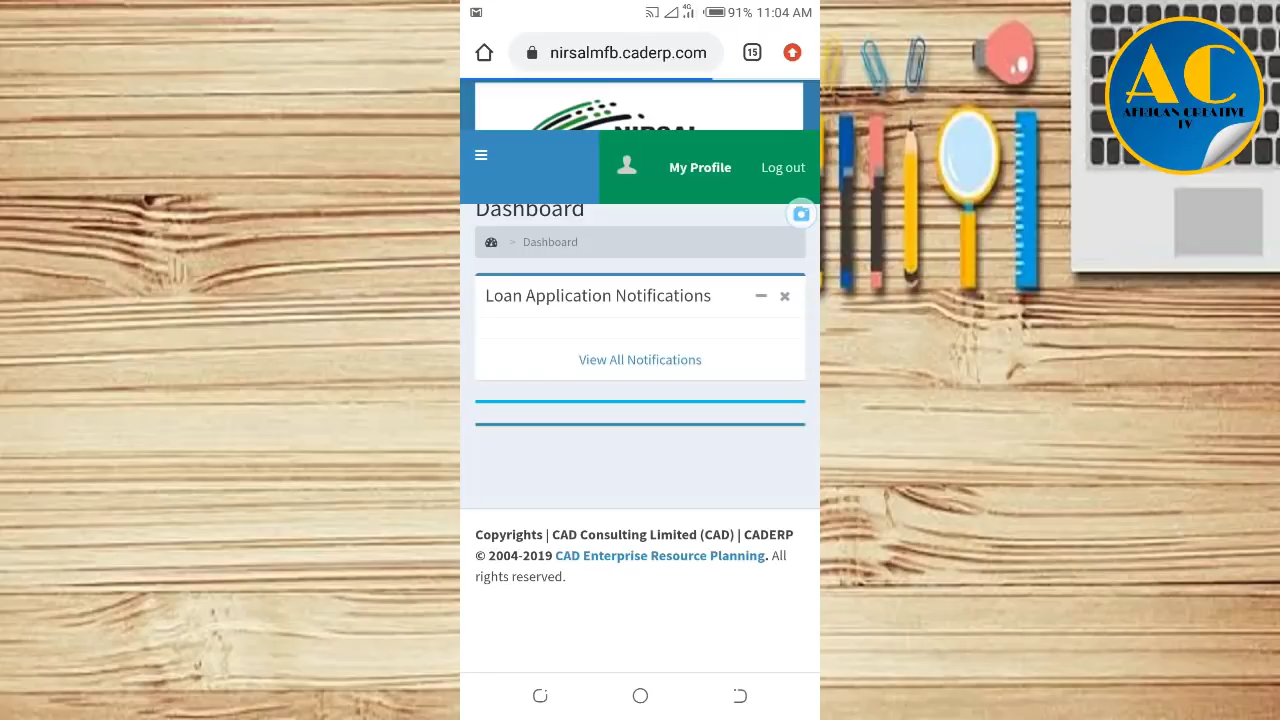 4G 91% 11:04 AM
nirsalmfb.caderp.com 15
NIRSAL
My Profile Log out
Dashboard
> Dashboard
Loan Application Notifications
View All Notifications
Copyrights | CAD Consulting Limited (CAD) | CADERP
© 2004-2019 CAD Enterprise Resource Planning. All
rights reserved.
AC
AFRICAN CREATIVE
TV